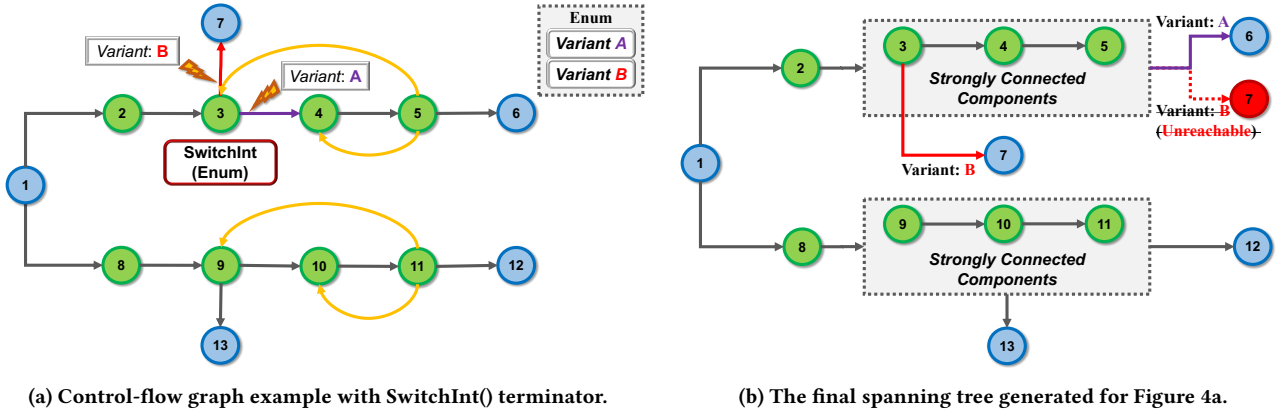 7
Variant: B
Variant: A
Enum
Variant A
Variant B
2
3
4
5
6
SwitchInt
(Enum)
1
8
9
10
11
12
13
(a) Control-flow graph example with SwitchInt() terminator.
Variant: A
6
3
4
5
2
Strongly Connected
Components
7
Variant: B
(Unreachable)
1
7
Variant: B
9
10
11
8
Strongly Connected
Components
12
13
(b) The final spanning tree generated for Figure 4a.